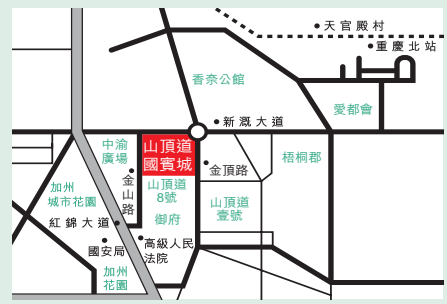 天官殿村
重慶北站
香奈公館
愛都會
新溉大道
中渝
廣場
山頂道
國賓城
梧桐郡
金頂路
金
山
路
山頂道
8號
加州
城市花園
山頂道
壹號
御府
紅錦大道
國安局
高級人民
法院
加州
花園